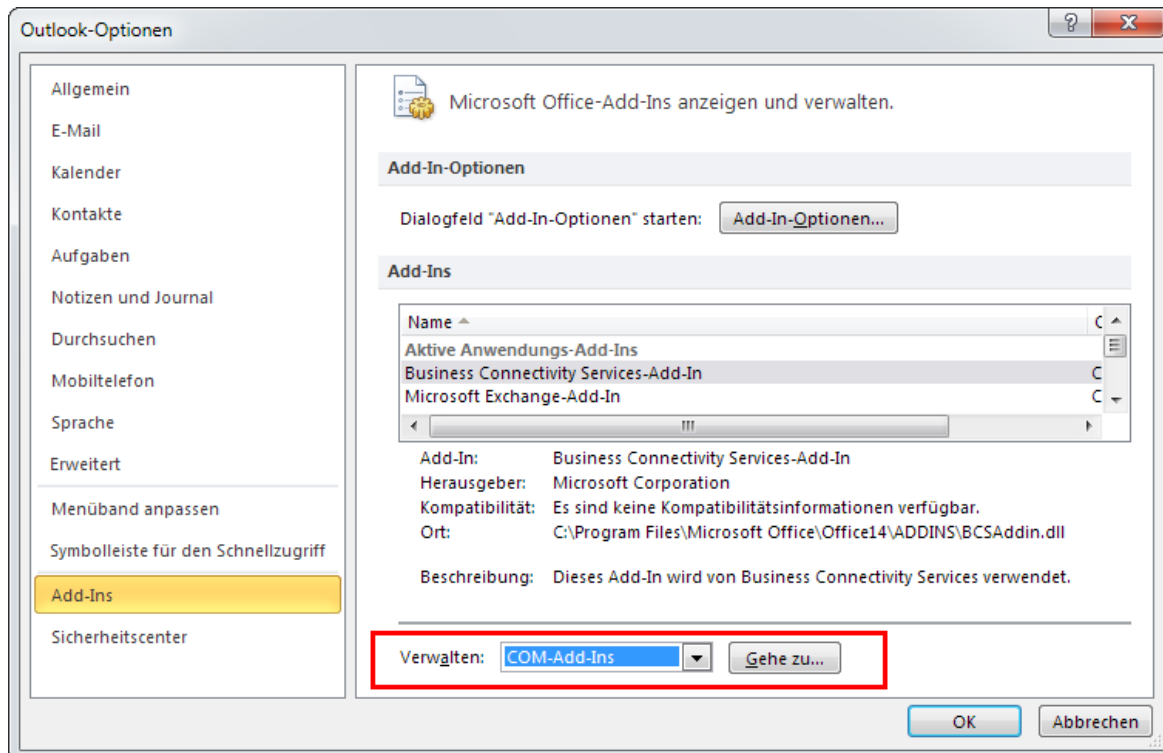 Outlook-Optionen
Allgemein
E-Mail
Kalender
Kontakte
Aufgaben
Notizen und Journal
Durchsuchen
Mobiltelefon
Sprache
Erweitert
Menüband anpassen
Symbolleiste für den Schnellzugriff
Add-Ins
Sicherheitscenter
Microsoft Office-Add-Ins anzeigen und verwalten.
Add-In-Optionen
Dialogfeld "Add-In-Optionen" starten: Add-In-Optionen...
Add-Ins
Name C
Aktive Anwendungs-Add-Ins
Business Connectivity Services-Add-In C
Microsoft Exchange-Add-In C
Add-In: Business Connectivity Services-Add-In
Herausgeber: Microsoft Corporation
Kompatibilität: Es sind keine Kompatibilitätsinformationen verfügbar.
Ort: C:\Program Files\Microsoft Office\Office14\ADDINS\BCSAddin.dll
Beschreibung: Dieses Add-In wird von Business Connectivity Services verwendet.
Verwalten: COM-Add-Ins Gehe zu...
OK Abbrechen